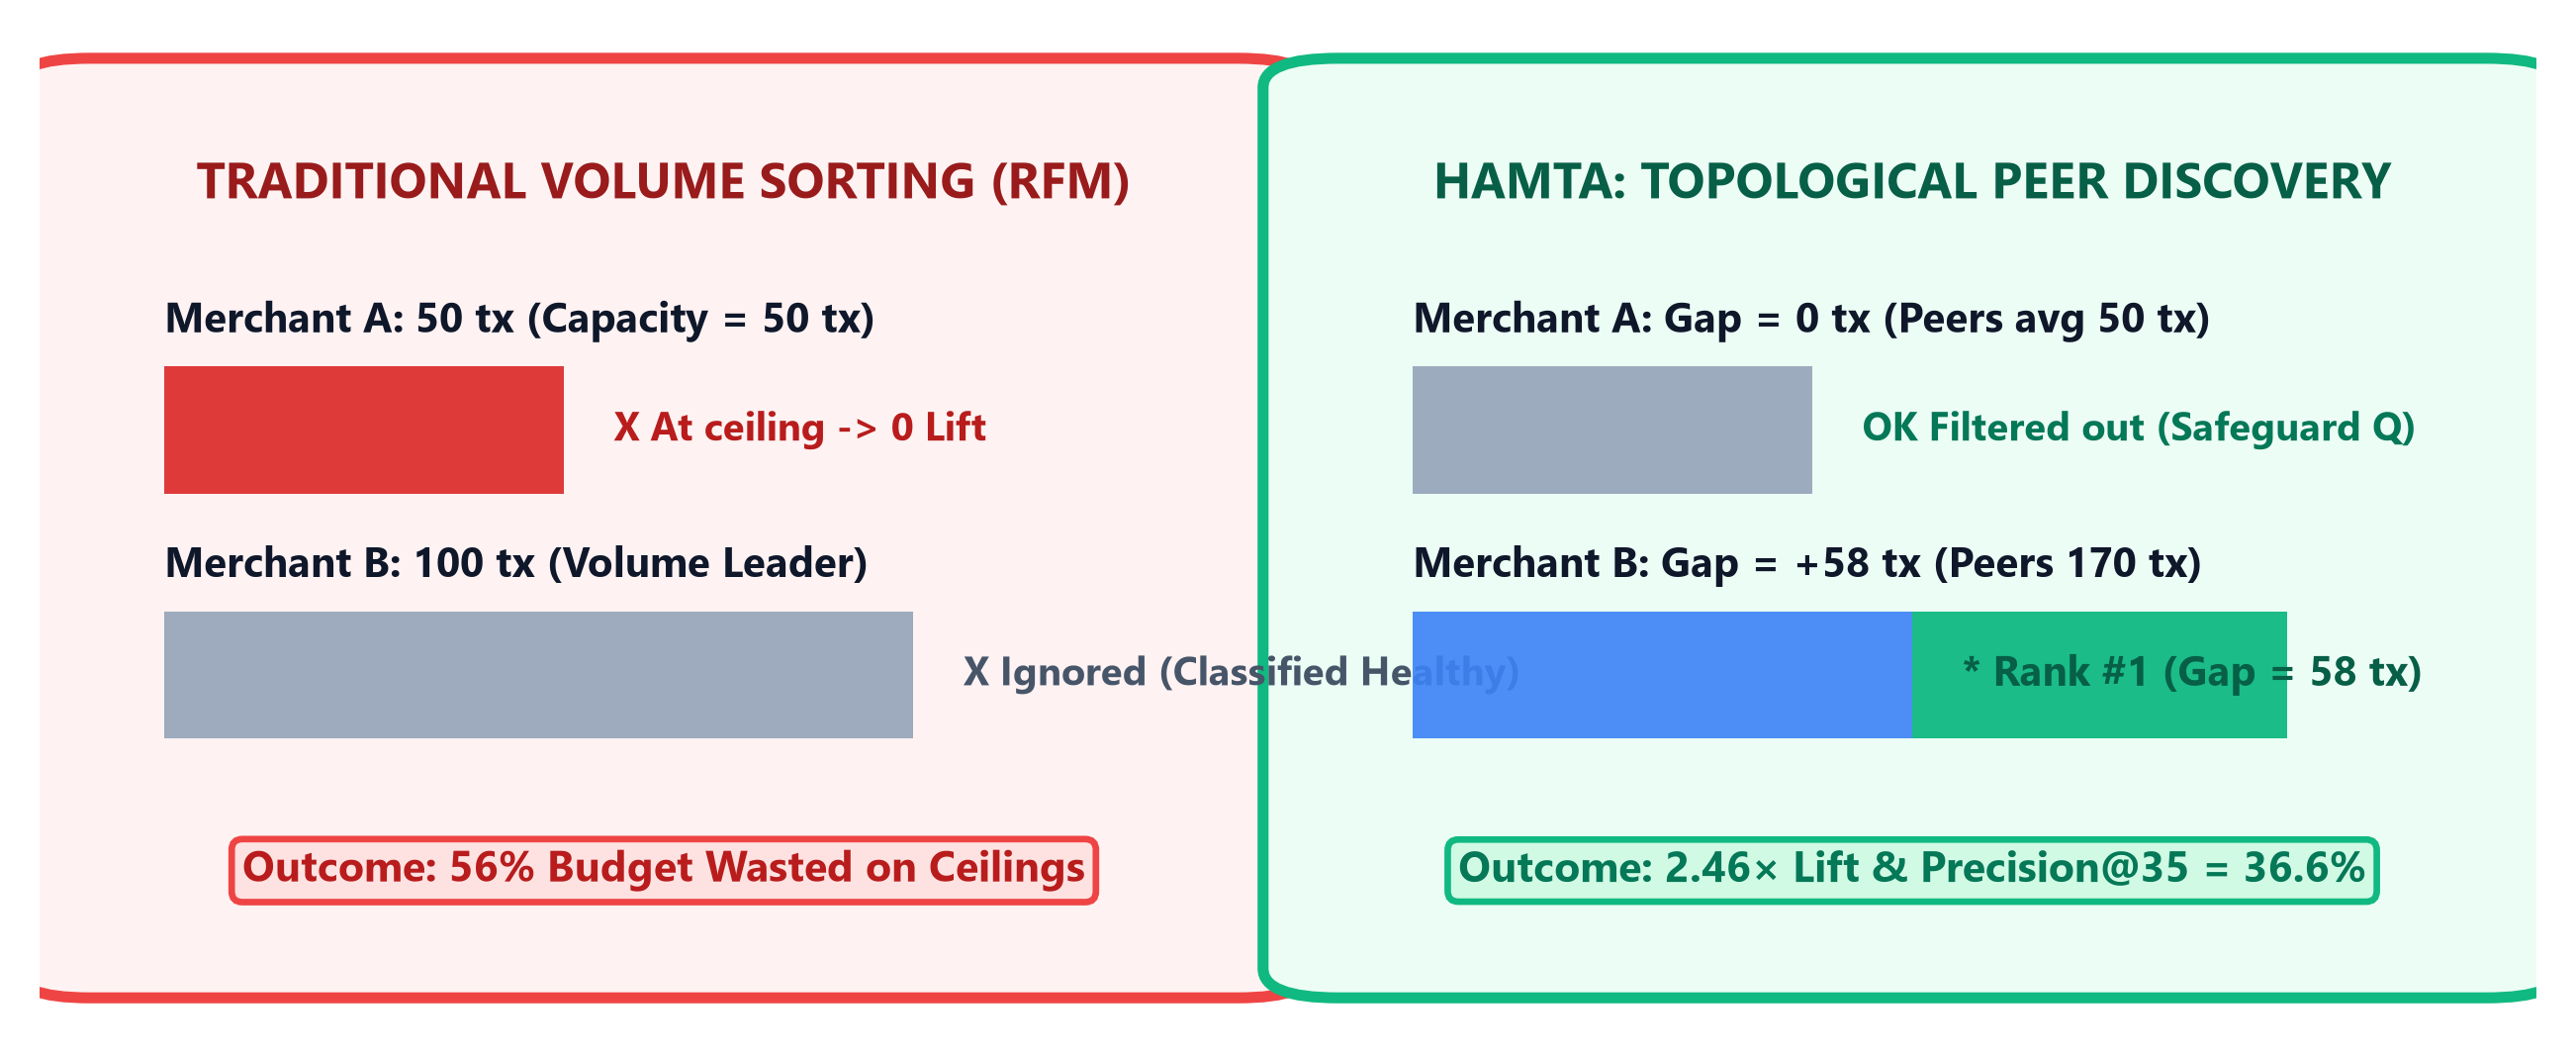 TRADITIONAL VOLUME SORTING (RFM)
Merchant A: 50 tx (Capacity = 50 tx)
X At ceiling -> 0 Lift
Merchant B: 100 tx (Volume Leader)
X Ignored (Classified Healthy)
Outcome: 56% Budget Wasted on Ceilings
HAMTA: TOPOLOGICAL PEER DISCOVERY
Merchant A: Gap = 0 tx (Peers avg 50 tx)
OK Filtered out (Safeguard Q)
Merchant B: Gap = +58 tx (Peers 170 tx)
* Rank #1 (Gap = 58 tx)
Outcome: 2.46× Lift & Precision@35 = 36.6%